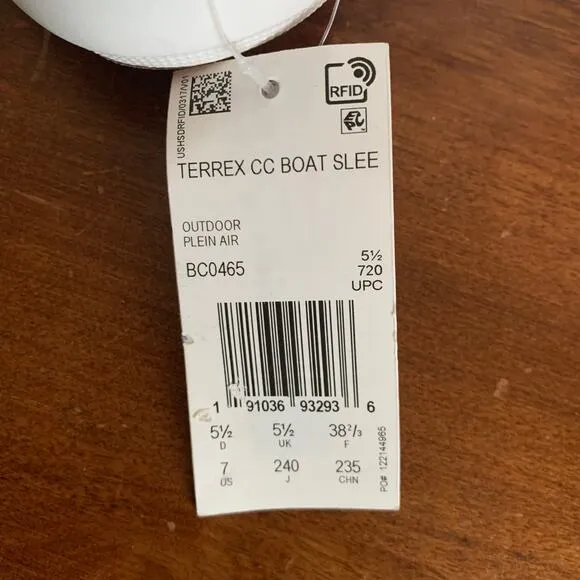 USHSDRFID/0317/V01
RFID
EPC
TERREX CC BOAT SLEE
OUTDOOR
PLEIN AIR
BC0465
5½
720
UPC
1 91036 93293 6
5½ 5½ 38²/₃
D UK F
7 240 235
US J CHN
PO# 122144965